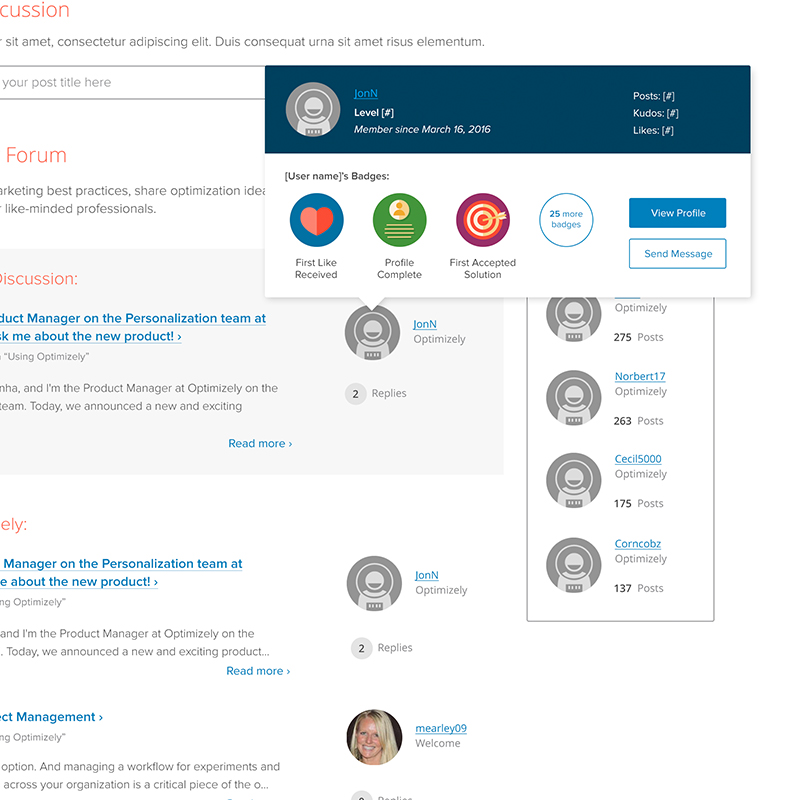 cussion
sit amet, consectetur adipiscing elit. Duis consequat urna sit amet risus elementum.
your post title here
JonN
Level [#]
Member since March 16, 2016
Posts: [#]
Kudos: [#]
Likes: [#]
[User name]'s Badges:
First Like
Received
Profile
Complete
First Accepted
Solution
25 more
badges
View Profile
Send Message
Forum
arketing best practices, share optimization idea
like-minded professionals.
Discussion:
duct Manager on the Personalization team at
sk me about the new product! ›
"Using Optimizely"
nha, and I'm the Product Manager at Optimizely on the
team. Today, we announced a new and exciting
Read more ›
JonN
Optimizely
2 Replies
Optimizely
275 Posts
Norbert17
Optimizely
263 Posts
Cecil5000
Optimizely
175 Posts
Corncobz
Optimizely
137 Posts
ely:
Manager on the Personalization team at
e about the new product! ›
ng Optimizely"
and I'm the Product Manager at Optimizely on the
. Today, we announced a new and exciting product...
Read more ›
JonN
Optimizely
2 Replies
ect Management ›
ng Optimizely"
option. And managing a workflow for experiments and
across your organization is a critical piece of the o...
mearley09
Welcome
Replies